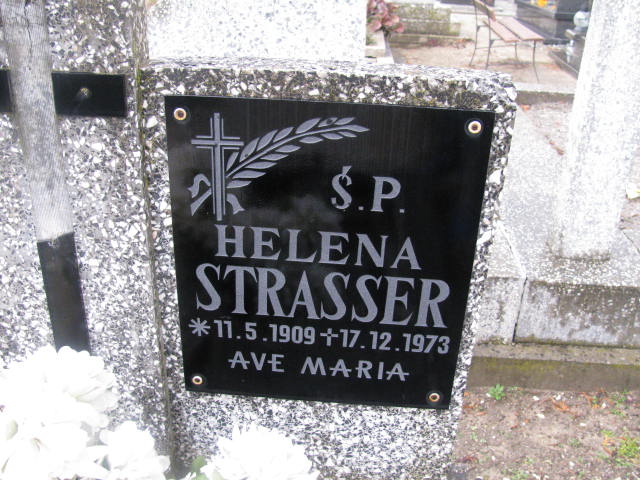 Ś.P.
HELENA
STRASSER
* 11.5.1909 + 17.12.1973
AVE MARIA